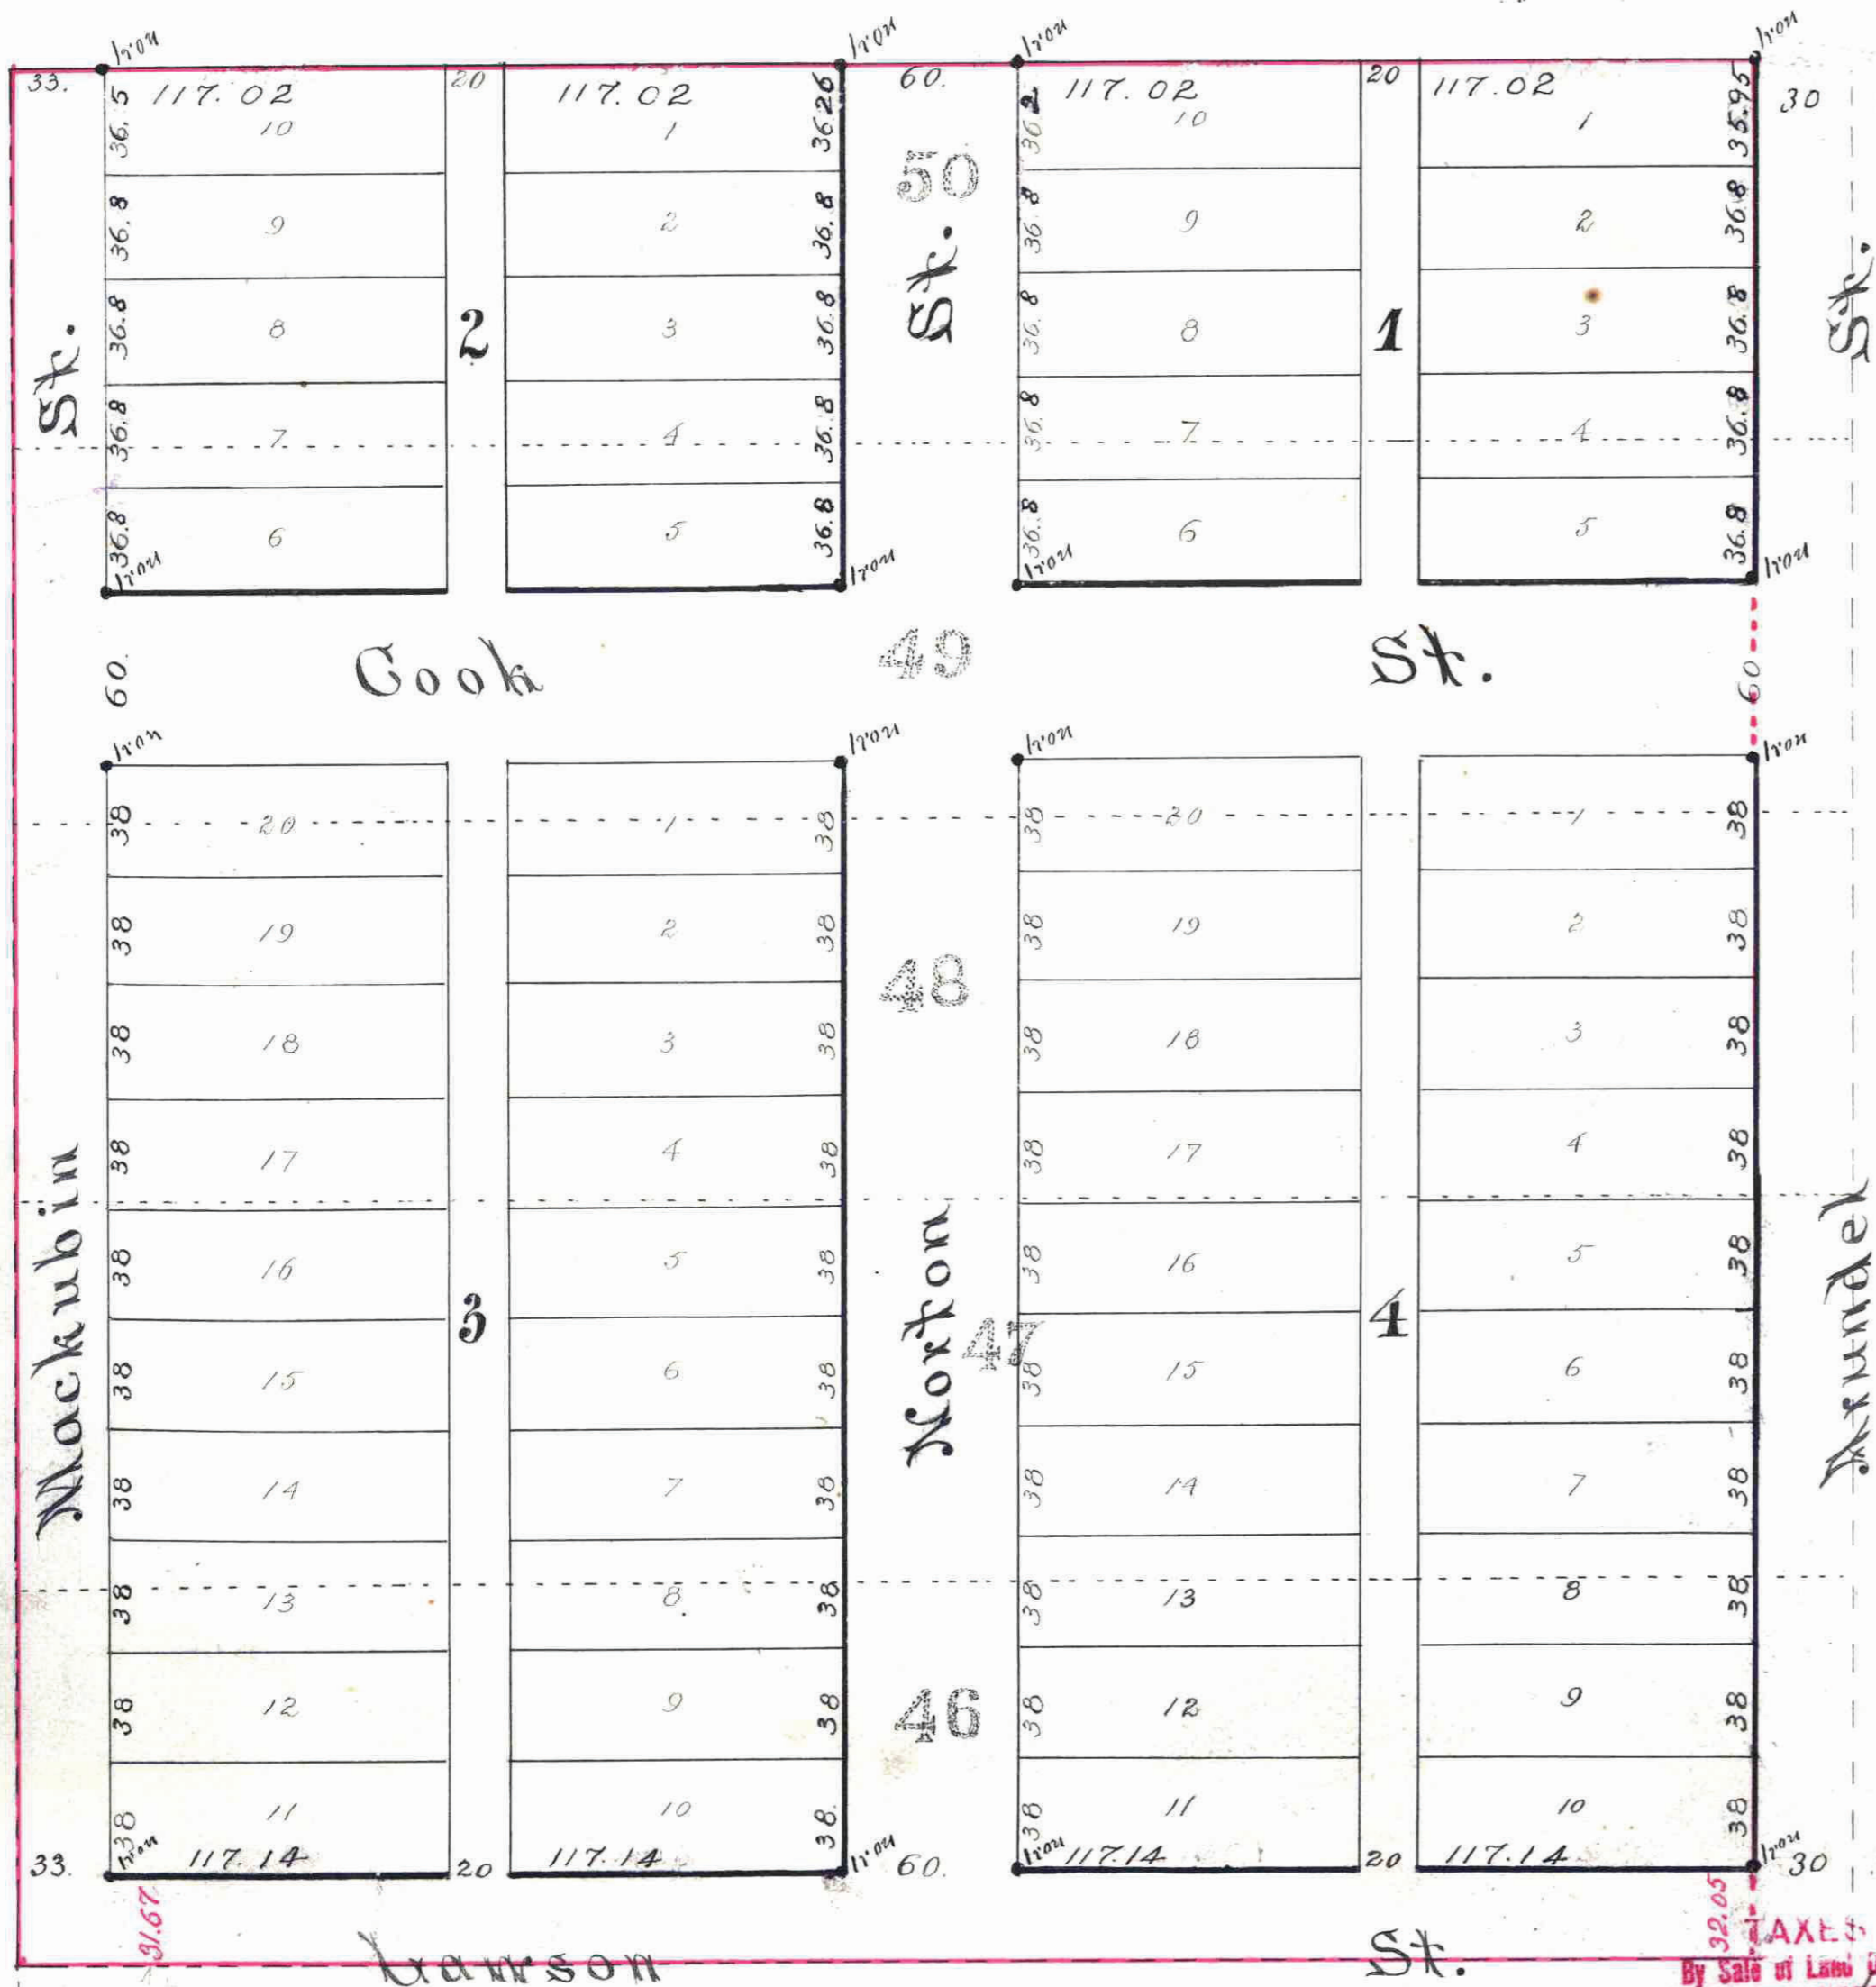 Iron Iron Iron Iron
33. 117.02 20 117.02 60. 117.02 20 117.02 30
36.5 10 1 36.26 36.2 10 1 35.95
50
36.8 9 2 36.8 St. 36.8 9 2 36.8 St.
St. 36.8 8 2 3 36.8 36.8 8 1 3 36.8
36.8 7 4 36.8 36.8 7 4 36.8
36.8 6 5 36.8 36.8 6 5 36.8
Iron Iron Iron Iron
60. Cook 49 St. 60
Iron Iron Iron Iron
38 20 1 38 38 20 1 38
38 19 2 38 38 19 2 38
48
38 18 3 38 38 18 3 38
38 17 4 38 38 17 4 38
Mackubin 38 16 5 38 Norton 38 16 5 38 Arundel
3 47 4
38 15 6 38 38 15 6 38
38 14 7 38 38 14 7 38
38 13 8 38 38 13 8 38
38 12 9 38 46 38 12 9 38
38 11 10 38. 38 11 10 38
Iron Iron Iron Iron
33. 117.14 20 117.14 60. 117.14 20 117.14 30
31.67 32.05
Lawson St.
TAXES
By Sale of Land